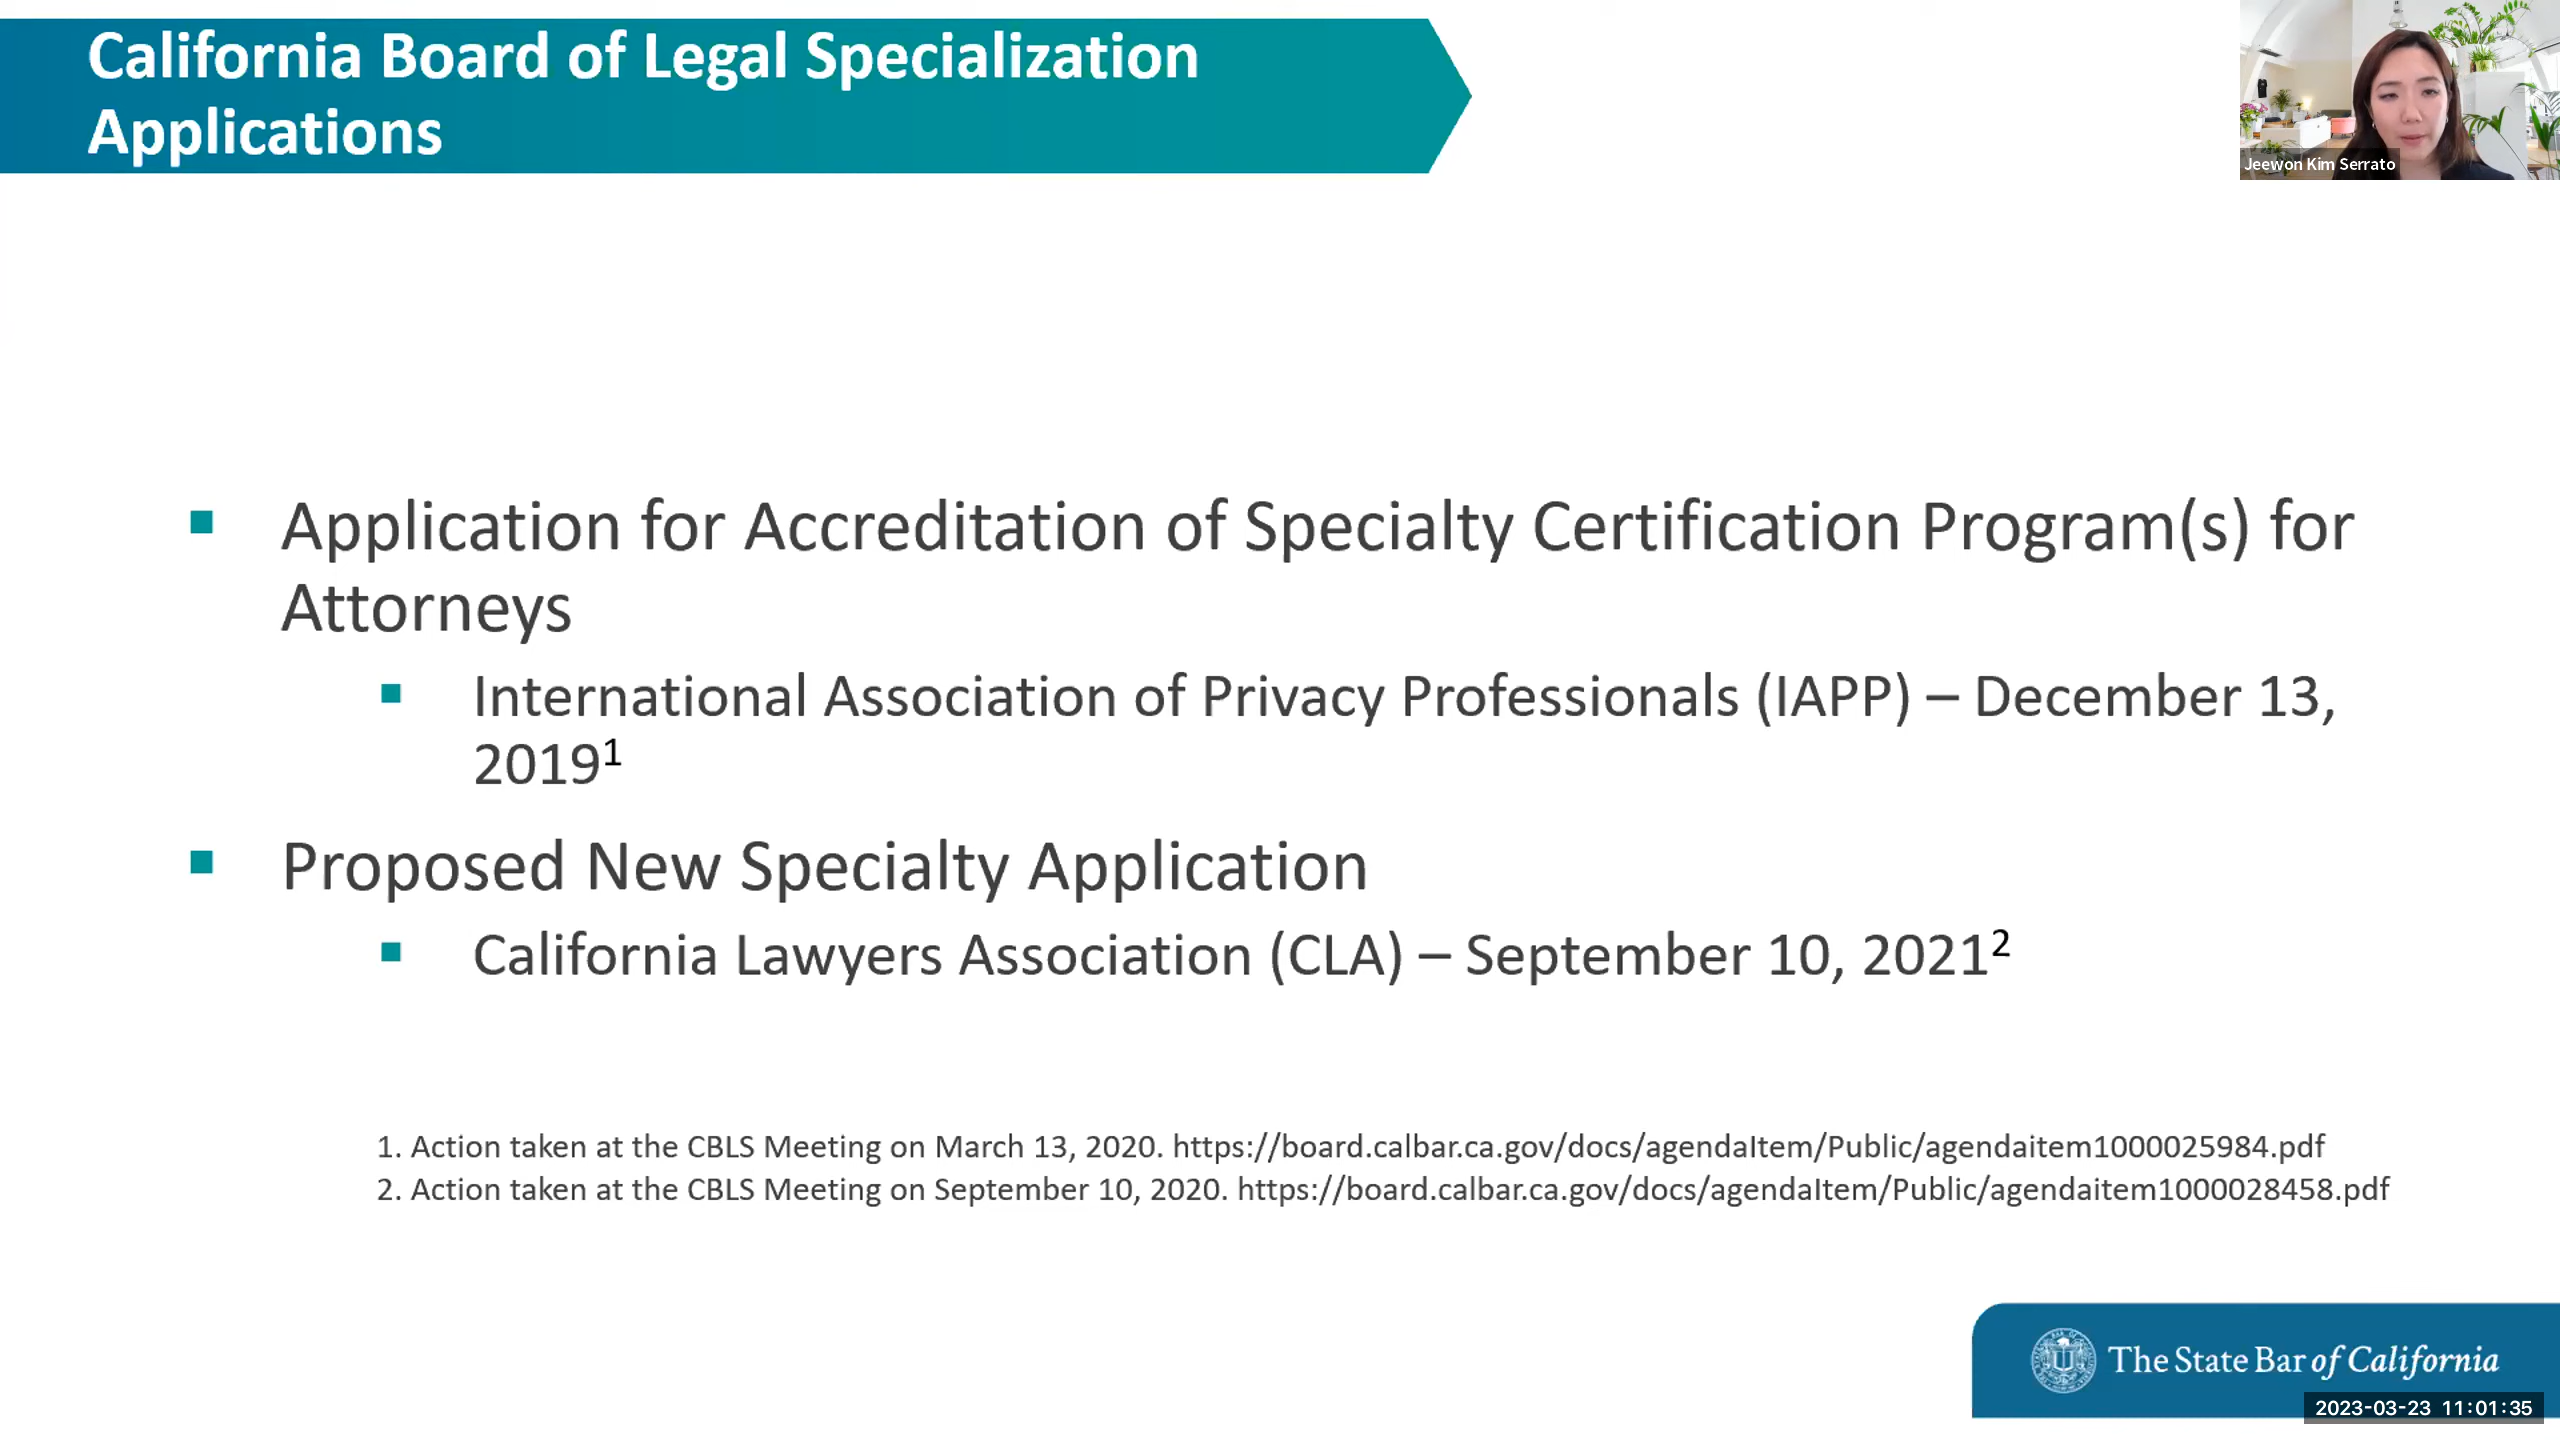 California Board of Legal Specialization
Applications
Jeewon Kim Serrato
▪ Application for Accreditation of Specialty Certification Program(s) for
Attorneys
▪ International Association of Privacy Professionals (IAPP) – December 13,
2019¹
▪ Proposed New Specialty Application
▪ California Lawyers Association (CLA) – September 10, 2021²
1. Action taken at the CBLS Meeting on March 13, 2020. https://board.calbar.ca.gov/docs/agendaItem/Public/agendaitem1000025984.pdf
2. Action taken at the CBLS Meeting on September 10, 2020. https://board.calbar.ca.gov/docs/agendaItem/Public/agendaitem1000028458.pdf
The State Bar of California
2023-03-23 11:01:35